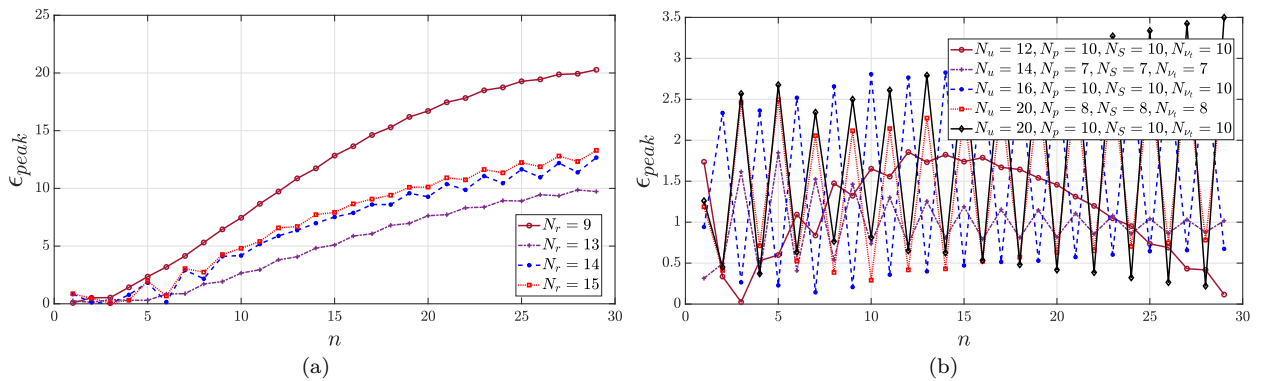 25
20
15
10
5
0
ϵ_peak
N_r = 9
N_r = 13
N_r = 14
N_r = 15
0 5 10 15 20 25 30
n
(a)
3.5
3
2.5
2
1.5
1
0.5
0
ϵ_peak
N_u = 12, N_p = 10, N_S = 10, N_{ν_t} = 10
N_u = 14, N_p = 7, N_S = 7, N_{ν_t} = 7
N_u = 16, N_p = 10, N_S = 10, N_{ν_t} = 10
N_u = 20, N_p = 8, N_S = 8, N_{ν_t} = 8
N_u = 20, N_p = 10, N_S = 10, N_{ν_t} = 10
0 5 10 15 20 25 30
n
(b)